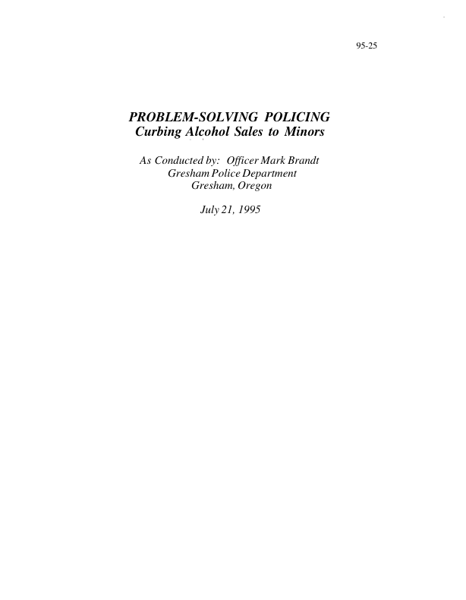 95-25
PROBLEM-SOLVING POLICING
Curbing Alcohol Sales to Minors
As Conducted by: Officer Mark Brandt
Gresham Police Department
Gresham, Oregon
July 21, 1995